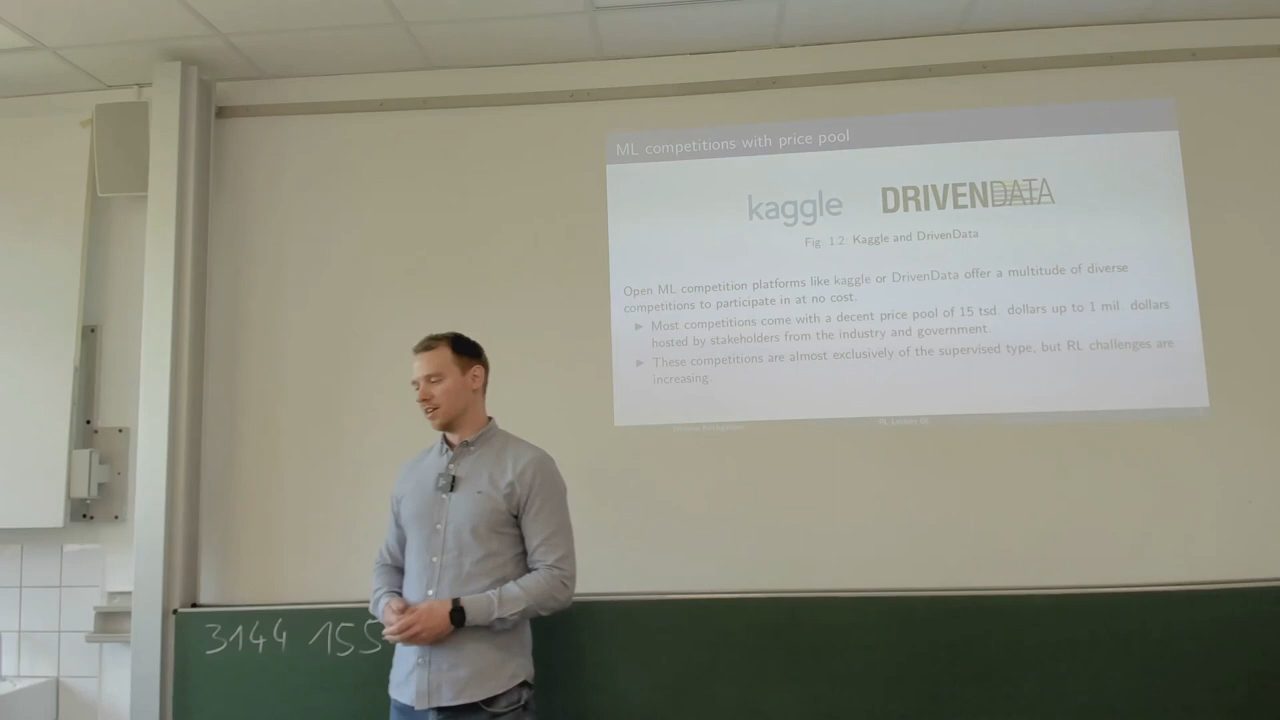 ML competitions with price pool
kaggle DRIVENDATA
Fig. 1.2: Kaggle and DrivenData
Open ML competition platforms like kaggle or DrivenData offer a multitude of diverse
competitions to participate in at no cost.
▶ Most competitions come with a decent price pool of 15 tsd. dollars up to 1 mil. dollars
hosted by stakeholders from the industry and government.
▶ These competitions are almost exclusively of the supervised type, but RL challenges are
increasing.
3144 155